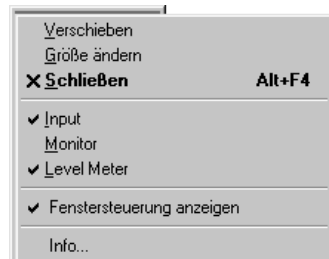 Verschieben
Größe ändern
Schließen Alt+F4
Input
Monitor
Level Meter
Fenstersteuerung anzeigen
Info...